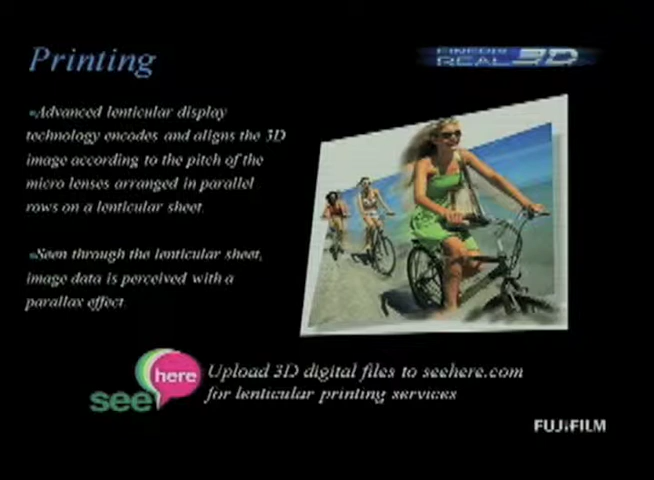 Printing
FINEPIX
REAL 3D
Advanced lenticular display
technology encodes and aligns the 3D
image according to the pitch of the
micro lenses arranged in parallel
rows on a lenticular sheet.
Seen through the lenticular sheet,
image data is perceived with a
parallax effect.
see here
Upload 3D digital files to seehere.com
for lenticular printing services
FUJIFILM